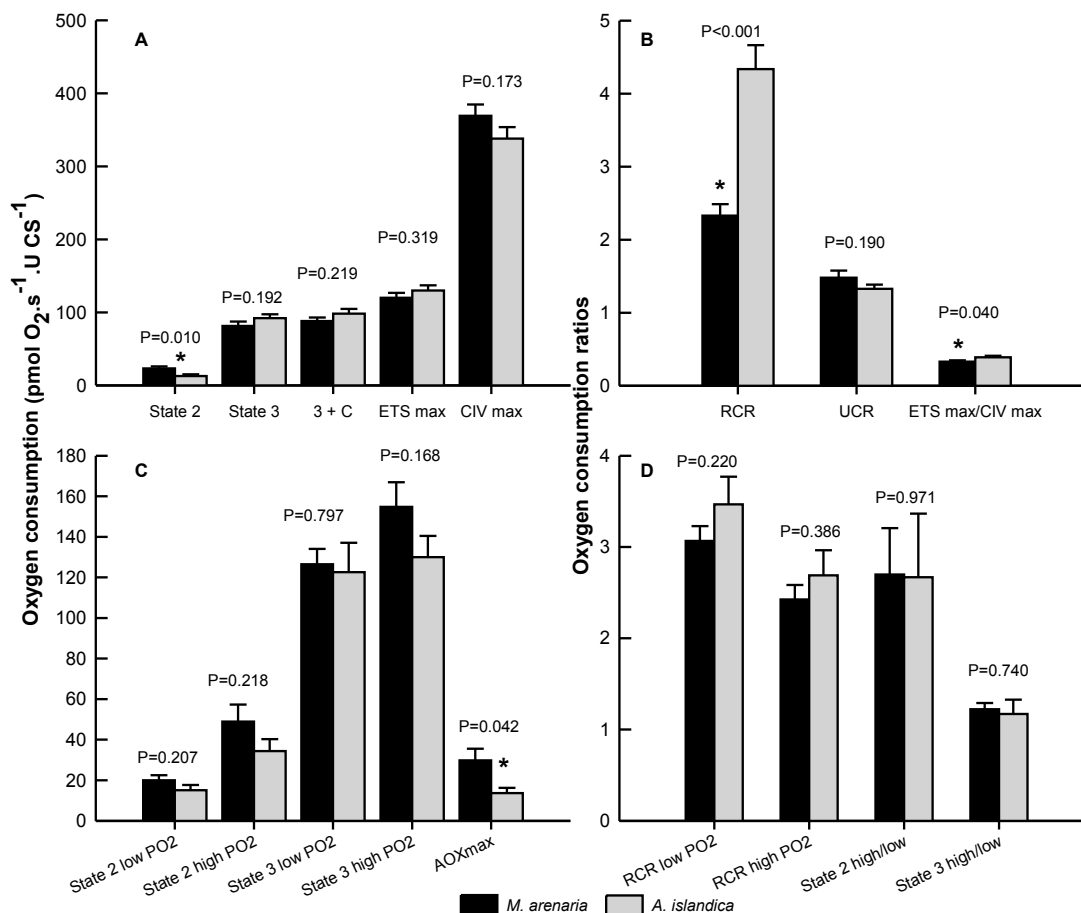 Oxygen consumption (pmol O2.s-1.U CS-1)
A
500
400
300
200
100
0
P=0.010
*
P=0.192
P=0.219
P=0.319
P=0.173
State 2
State 3
3 + C
ETS max
CIV max
Oxygen consumption ratios
B
5
4
3
2
1
0
P<0.001
*
P=0.190
P=0.040
*
RCR
UCR
ETS max/CIV max
C
180
160
140
120
100
80
60
40
20
0
P=0.207
P=0.218
P=0.797
P=0.168
P=0.042
*
State 2 low PO2
State 2 high PO2
State 3 low PO2
State 3 high PO2
AOXmax
D
4
3
2
1
0
P=0.220
P=0.386
P=0.971
P=0.740
RCR low PO2
RCR high PO2
State 2 high/low
State 3 high/low
M. arenaria
A. islandica